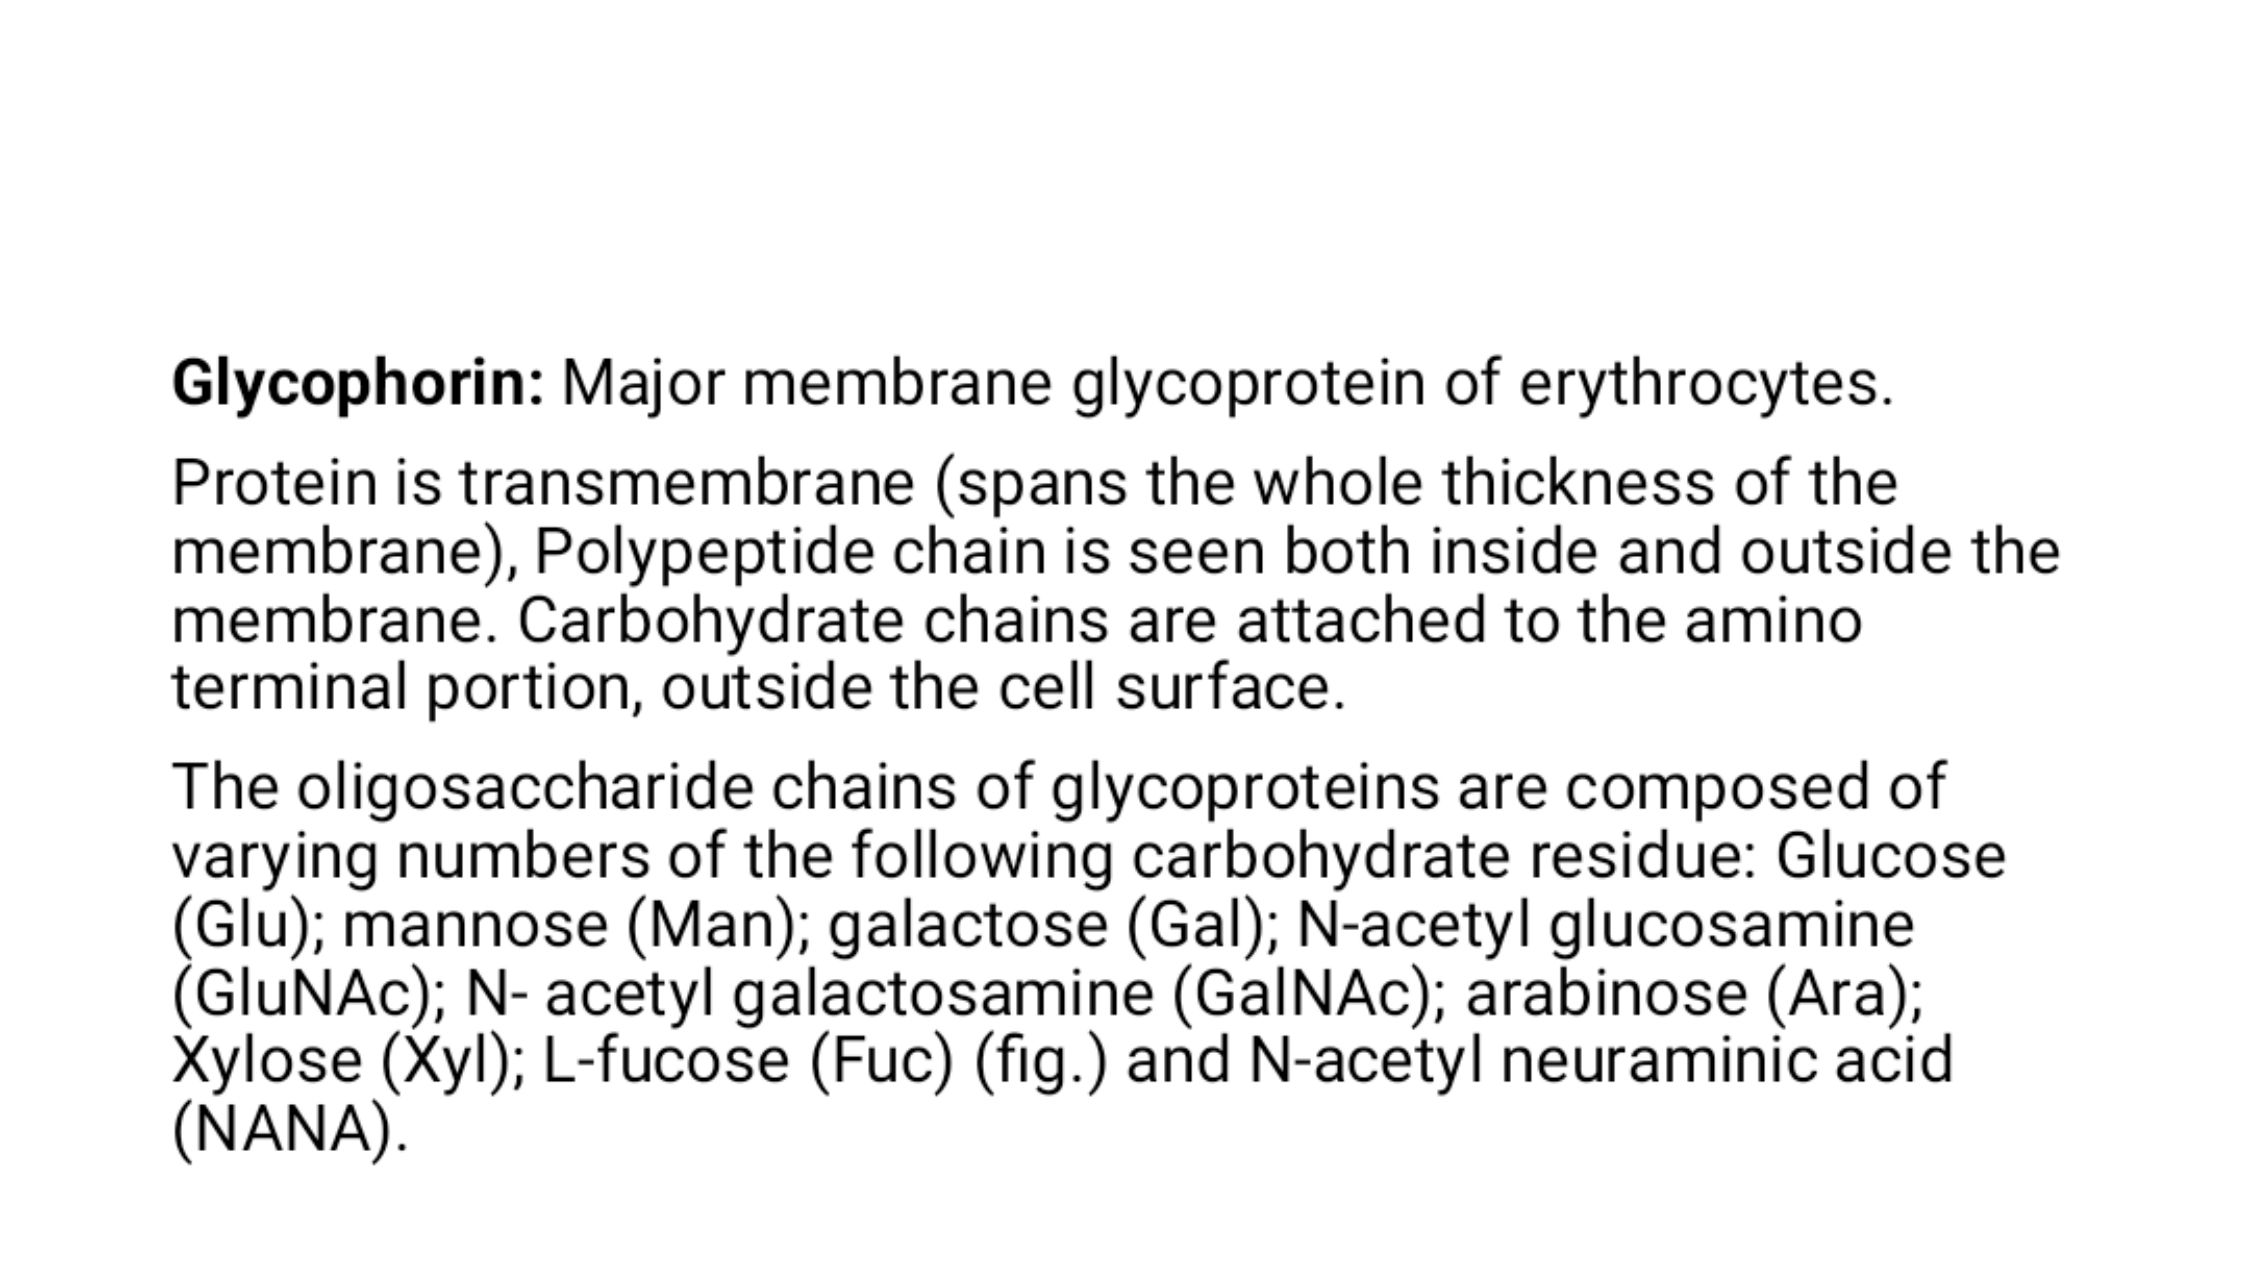 Glycophorin: Major membrane glycoprotein of erythrocytes.
Protein is transmembrane (spans the whole thickness of the
membrane), Polypeptide chain is seen both inside and outside the
membrane. Carbohydrate chains are attached to the amino
terminal portion, outside the cell surface.
The oligosaccharide chains of glycoproteins are composed of
varying numbers of the following carbohydrate residue: Glucose
(Glu); mannose (Man); galactose (Gal); N-acetyl glucosamine
(GluNAc); N- acetyl galactosamine (GalNAc); arabinose (Ara);
Xylose (Xyl); L-fucose (Fuc) (fig.) and N-acetyl neuraminic acid
(NANA).